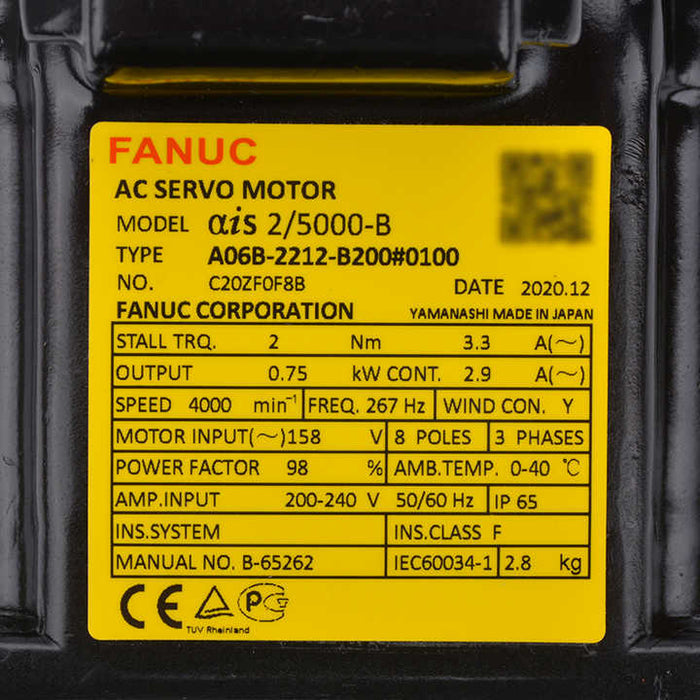 FANUC
AC SERVO MOTOR
MODEL αis 2/5000-B
TYPE A06B-2212-B200#0100
NO. C20ZF0F8B DATE 2020.12
FANUC CORPORATION YAMANASHI MADE IN JAPAN
STALL TRQ. 2 Nm 3.3 A(～)
OUTPUT 0.75 kW CONT. 2.9 A(～)
SPEED 4000 min⁻¹ FREQ. 267 Hz WIND CON. Y
MOTOR INPUT(～)158 V 8 POLES 3 PHASES
POWER FACTOR 98 % AMB.TEMP. 0-40 ℃
AMP.INPUT 200-240 V 50/60 Hz IP 65
INS.SYSTEM INS.CLASS F
MANUAL NO. B-65262 IEC60034-1 2.8 kg
CE PG
TUV Rheinland